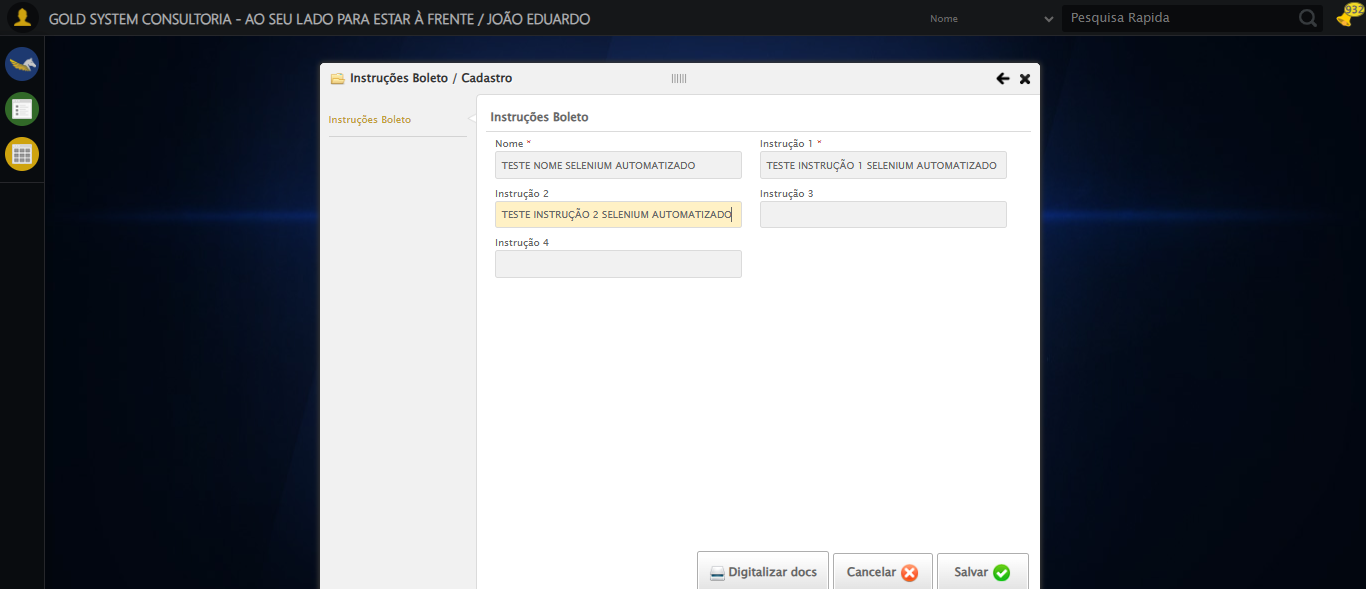 GOLD SYSTEM CONSULTORIA - AO SEU LADO PARA ESTAR À FRENTE / JOÃO EDUARDO
Nome
Pesquisa Rapida
932
Instruções Boleto / Cadastro
Instruções Boleto
Instruções Boleto
Nome *
Instrução 1 *
TESTE NOME SELENIUM AUTOMATIZADO
TESTE INSTRUÇÃO 1 SELENIUM AUTOMATIZADO
Instrução 2
Instrução 3
TESTE INSTRUÇÃO 2 SELENIUM AUTOMATIZADO
Instrução 4
Digitalizar docs
Cancelar
Salvar